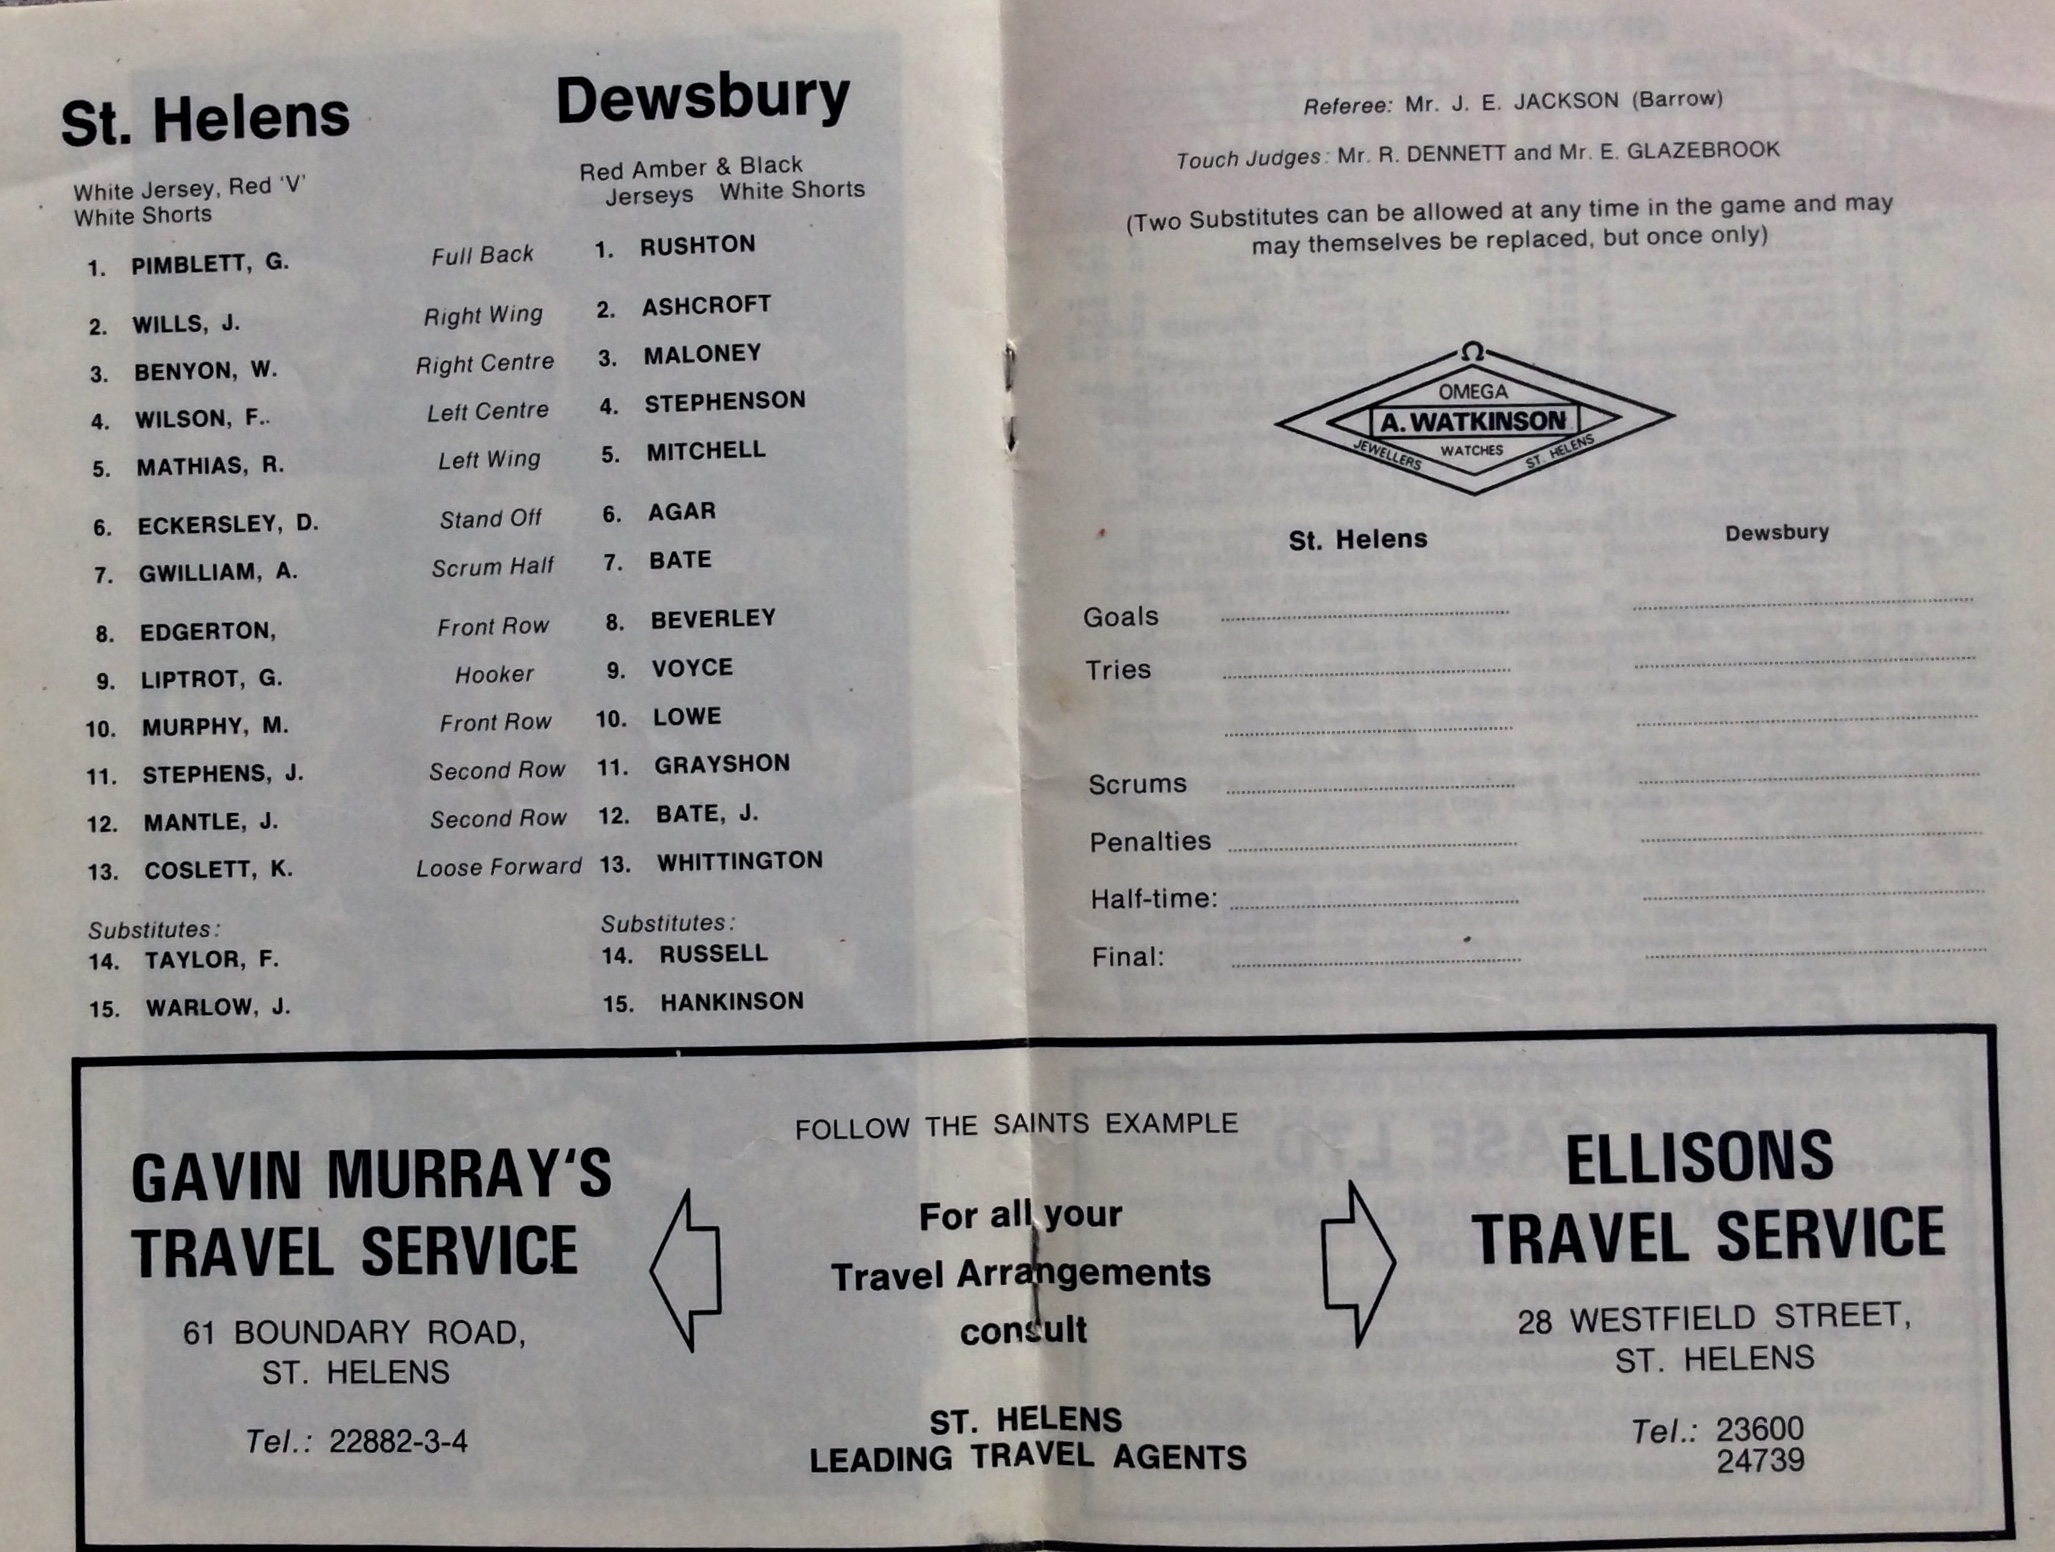 St. Helens
White Jersey, Red 'V'
White Shorts
Dewsbury
Red Amber & Black
Jerseys White Shorts
1. PIMBLETT, G. Full Back 1. RUSHTON
2. WILLS, J. Right Wing 2. ASHCROFT
3. BENYON, W. Right Centre 3. MALONEY
4. WILSON, F.. Left Centre 4. STEPHENSON
5. MATHIAS, R. Left Wing 5. MITCHELL
6. ECKERSLEY, D. Stand Off 6. AGAR
7. GWILLIAM, A. Scrum Half 7. BATE
8. EDGERTON, Front Row 8. BEVERLEY
9. LIPTROT, G. Hooker 9. VOYCE
10. MURPHY, M. Front Row 10. LOWE
11. STEPHENS, J. Second Row 11. GRAYSHON
12. MANTLE, J. Second Row 12. BATE, J.
13. COSLETT, K. Loose Forward 13. WHITTINGTON
Substitutes: Substitutes:
14. TAYLOR, F. 14. RUSSELL
15. WARLOW, J. 15. HANKINSON
Referee: Mr. J. E. JACKSON (Barrow)
Touch Judges: Mr. R. DENNETT and Mr. E. GLAZEBROOK
(Two Substitutes can be allowed at any time in the game and may
may themselves be replaced, but once only)
Ω
OMEGA
A. WATKINSON
WATCHES
JEWELLERS
ST. HELENS
St. Helens Dewsbury
Goals
Tries
Scrums
Penalties
Half-time:
Final:
GAVIN MURRAY'S
TRAVEL SERVICE
61 BOUNDARY ROAD,
ST. HELENS
Tel.: 22882-3-4
FOLLOW THE SAINTS EXAMPLE
For all your
Travel Arrangements
consult
ST. HELENS
LEADING TRAVEL AGENTS
ELLISONS
TRAVEL SERVICE
28 WESTFIELD STREET,
ST. HELENS
Tel.: 23600
24739